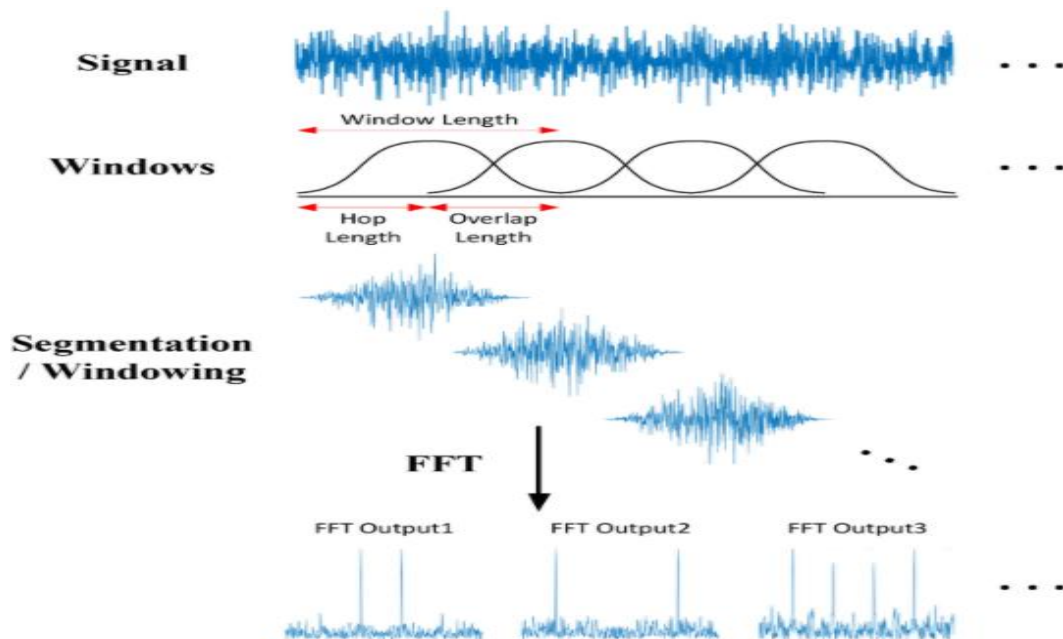 Signal
Window Length
Windows
Hop
Length
Overlap
Length
Segmentation
/ Windowing
FFT
FFT Output1
FFT Output2
FFT Output3